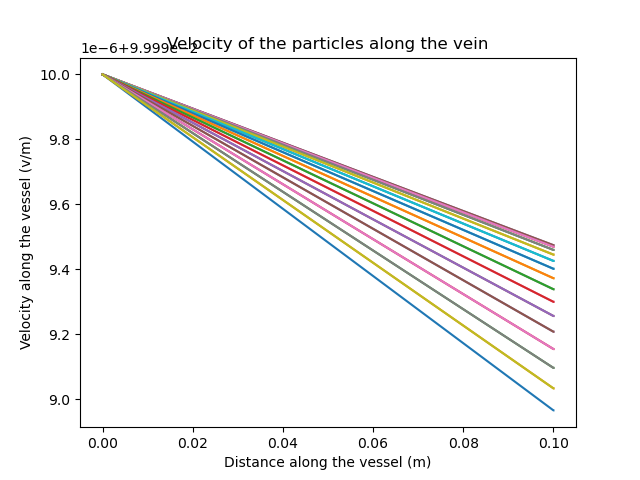 Velocity of the particles along the vein
1e-6+9.999e-2
10.0
9.8
9.6
9.4
9.2
9.0
Velocity along the vessel (v/m)
0.00 0.02 0.04 0.06 0.08 0.10
Distance along the vessel (m)